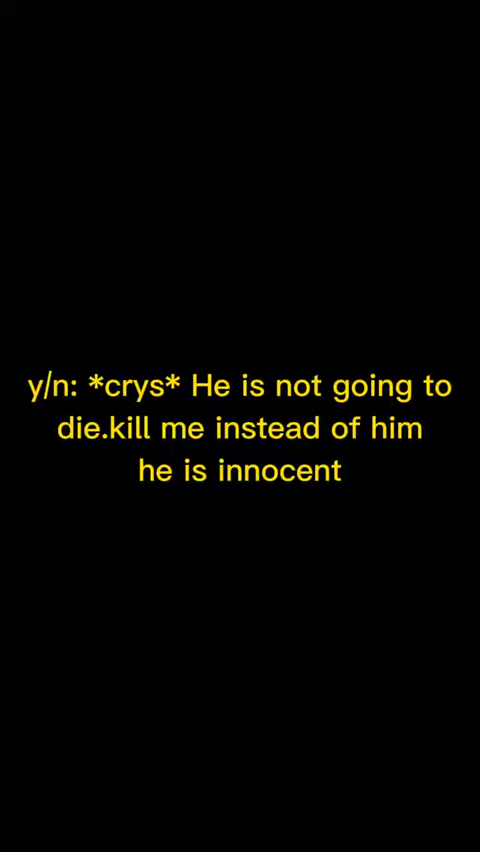 y/n: *crys* He is not going to
die.kill me instead of him
he is innocent